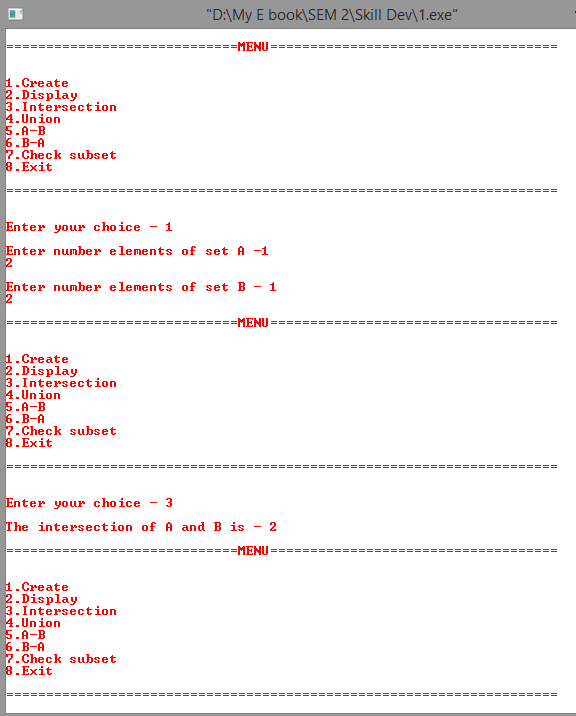 "D:\My E book\SEM 2\Skill Dev\1.exe"
=============================MENU====================================
1.Create
2.Display
3.Intersection
4.Union
5.A-B
6.B-A
7.Check subset
8.Exit
=====================================================================
Enter your choice - 1
Enter number elements of set A -1
2
Enter number elements of set B - 1
2
=============================MENU====================================
1.Create
2.Display
3.Intersection
4.Union
5.A-B
6.B-A
7.Check subset
8.Exit
=====================================================================
Enter your choice - 3
The intersection of A and B is - 2
=============================MENU====================================
1.Create
2.Display
3.Intersection
4.Union
5.A-B
6.B-A
7.Check subset
8.Exit
=====================================================================